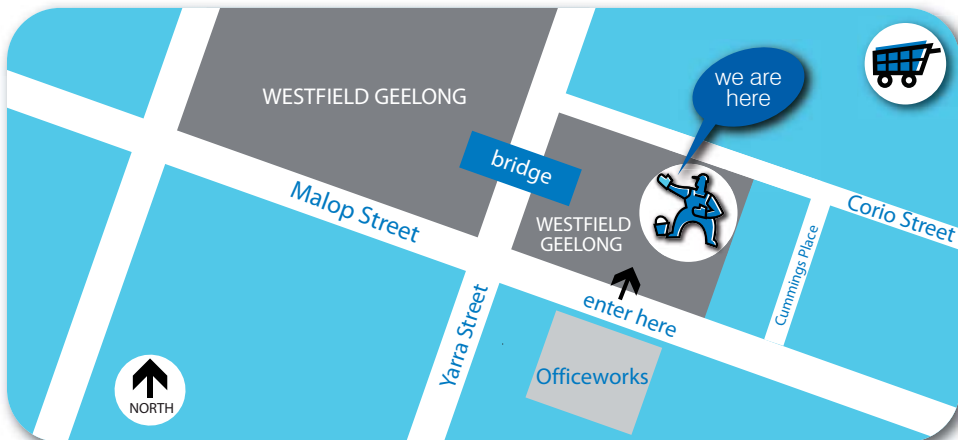 WESTFIELD GEELONG
we are
here
bridge
Malop Street
WESTFIELD
GEELONG
Corio Street
Cummings Place
enter here
Yarra Street
Officeworks
NORTH